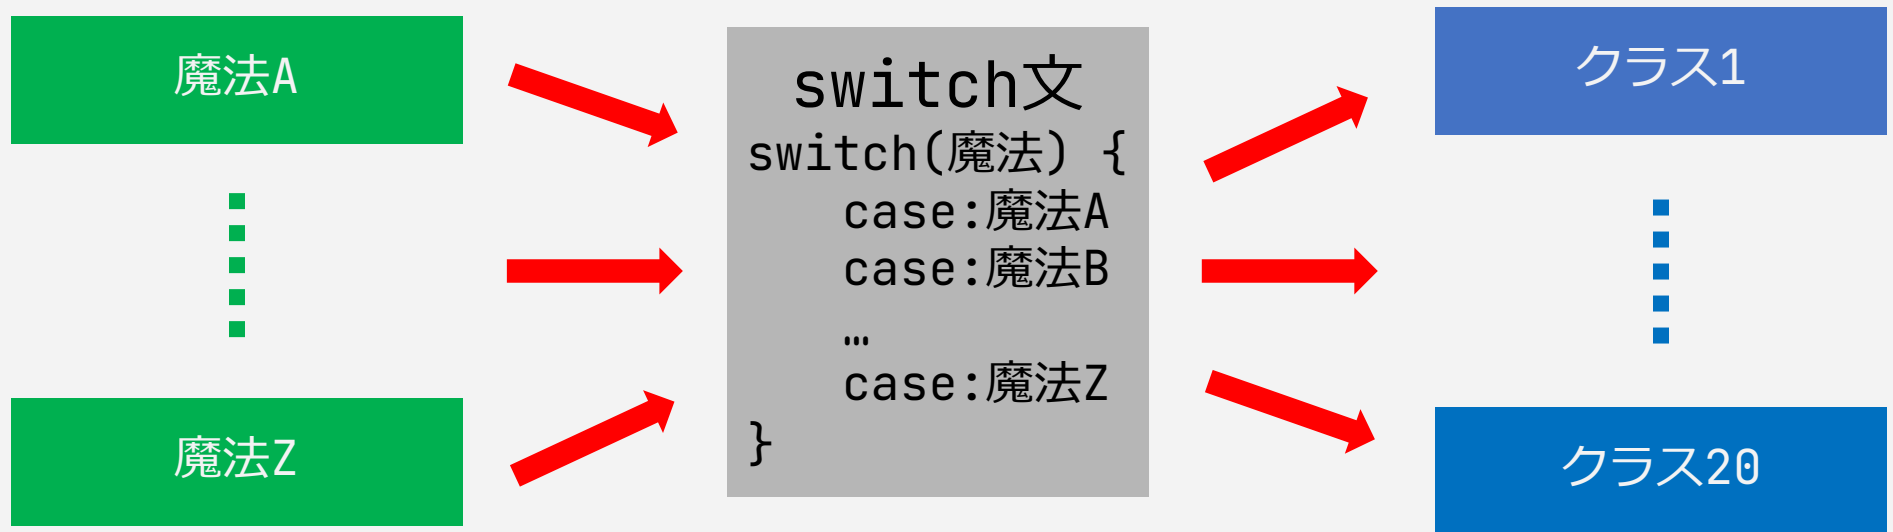 魔法A
魔法Z
switch文
switch(魔法) {
case:魔法A
case:魔法B
…
case:魔法Z
}
クラス1
クラス20